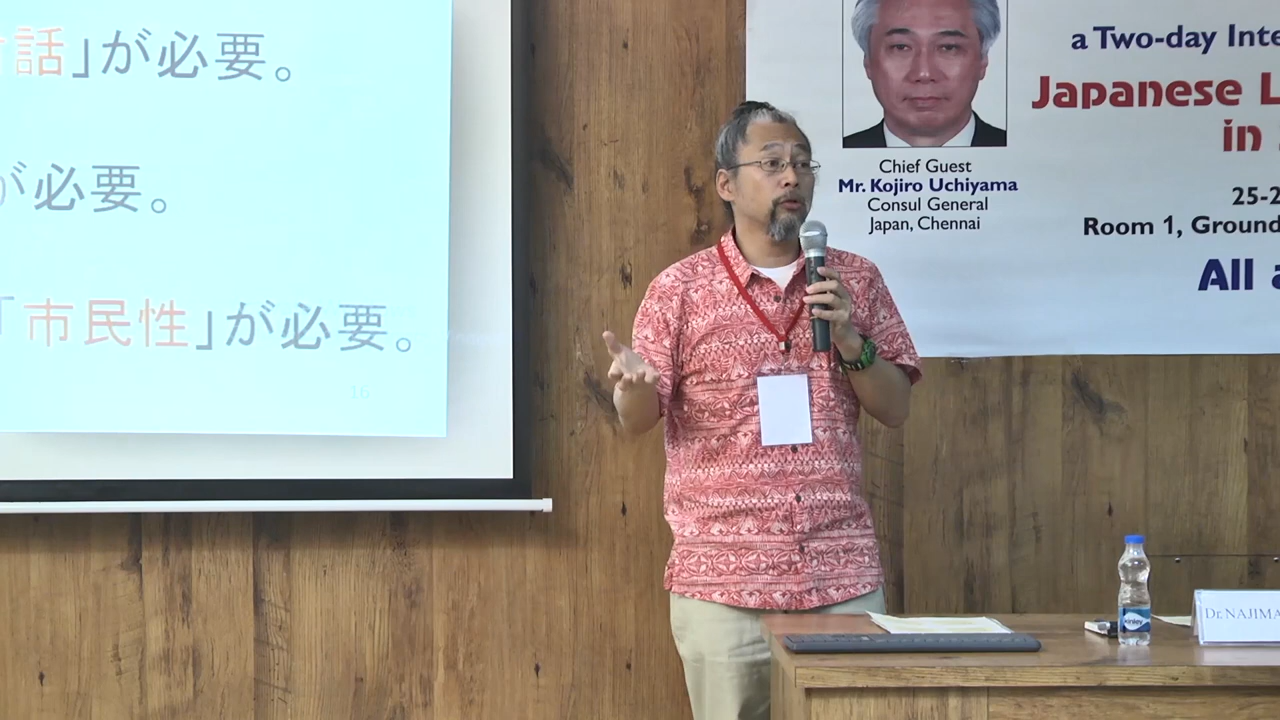 話」が必要。
が必要。
「市民性」が必要。
16
a Two-day
Japanese
in
Chief Guest
Mr. Kojiro Uchiyama
Consul General
Japan, Chennai
25-2
Room 1, Ground
All a
kinley
Dr. NAJIMA